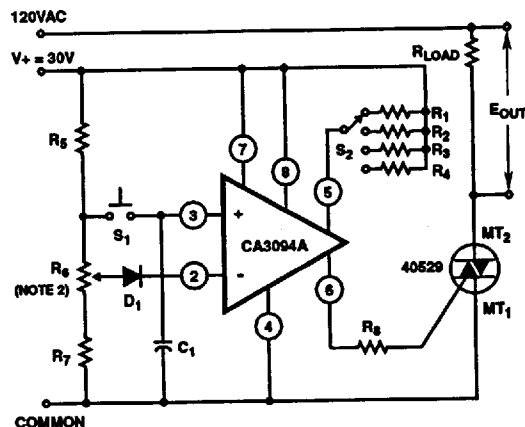 120VAC
V+ = 30V
RLOAD
R5
R1
R2
R3
R4
S2
EOUT
7
8
5
S1
3
+
CA3094A
MT2
R6
(NOTE 2)
D1
2
-
6
40529
MT1
R7
C1
4
R8
COMMON